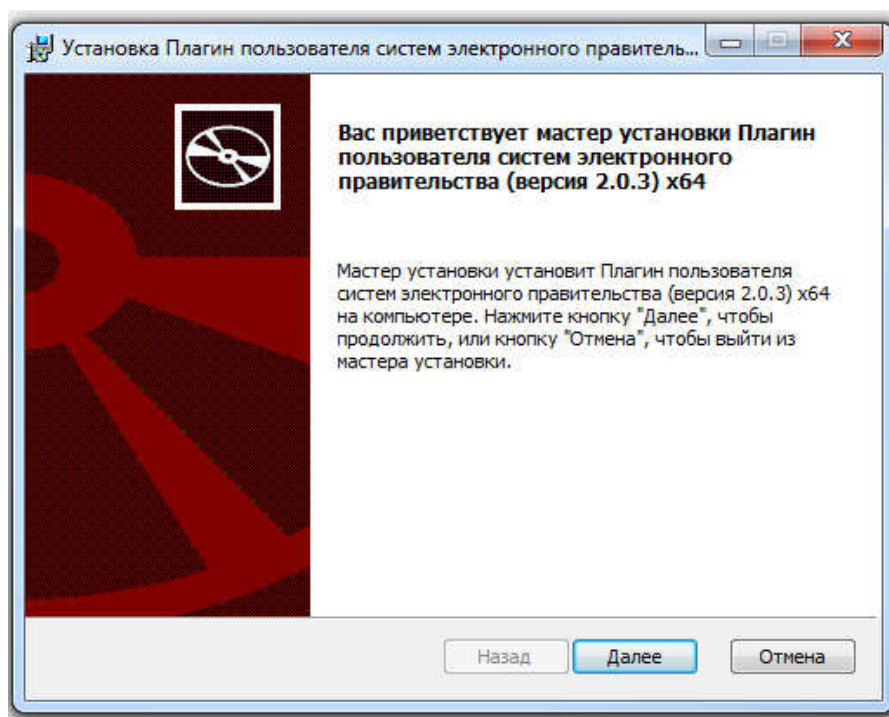 Установка Плагин пользователя систем электронного правитель...
Вас приветствует мастер установки Плагин
пользователя систем электронного
правительства (версия 2.0.3) x64
Мастер установки установит Плагин пользователя
систем электронного правительства (версия 2.0.3) x64
на компьютере. Нажмите кнопку "Далее", чтобы
продолжить, или кнопку "Отмена", чтобы выйти из
мастера установки.
Назад
Далее
Отмена